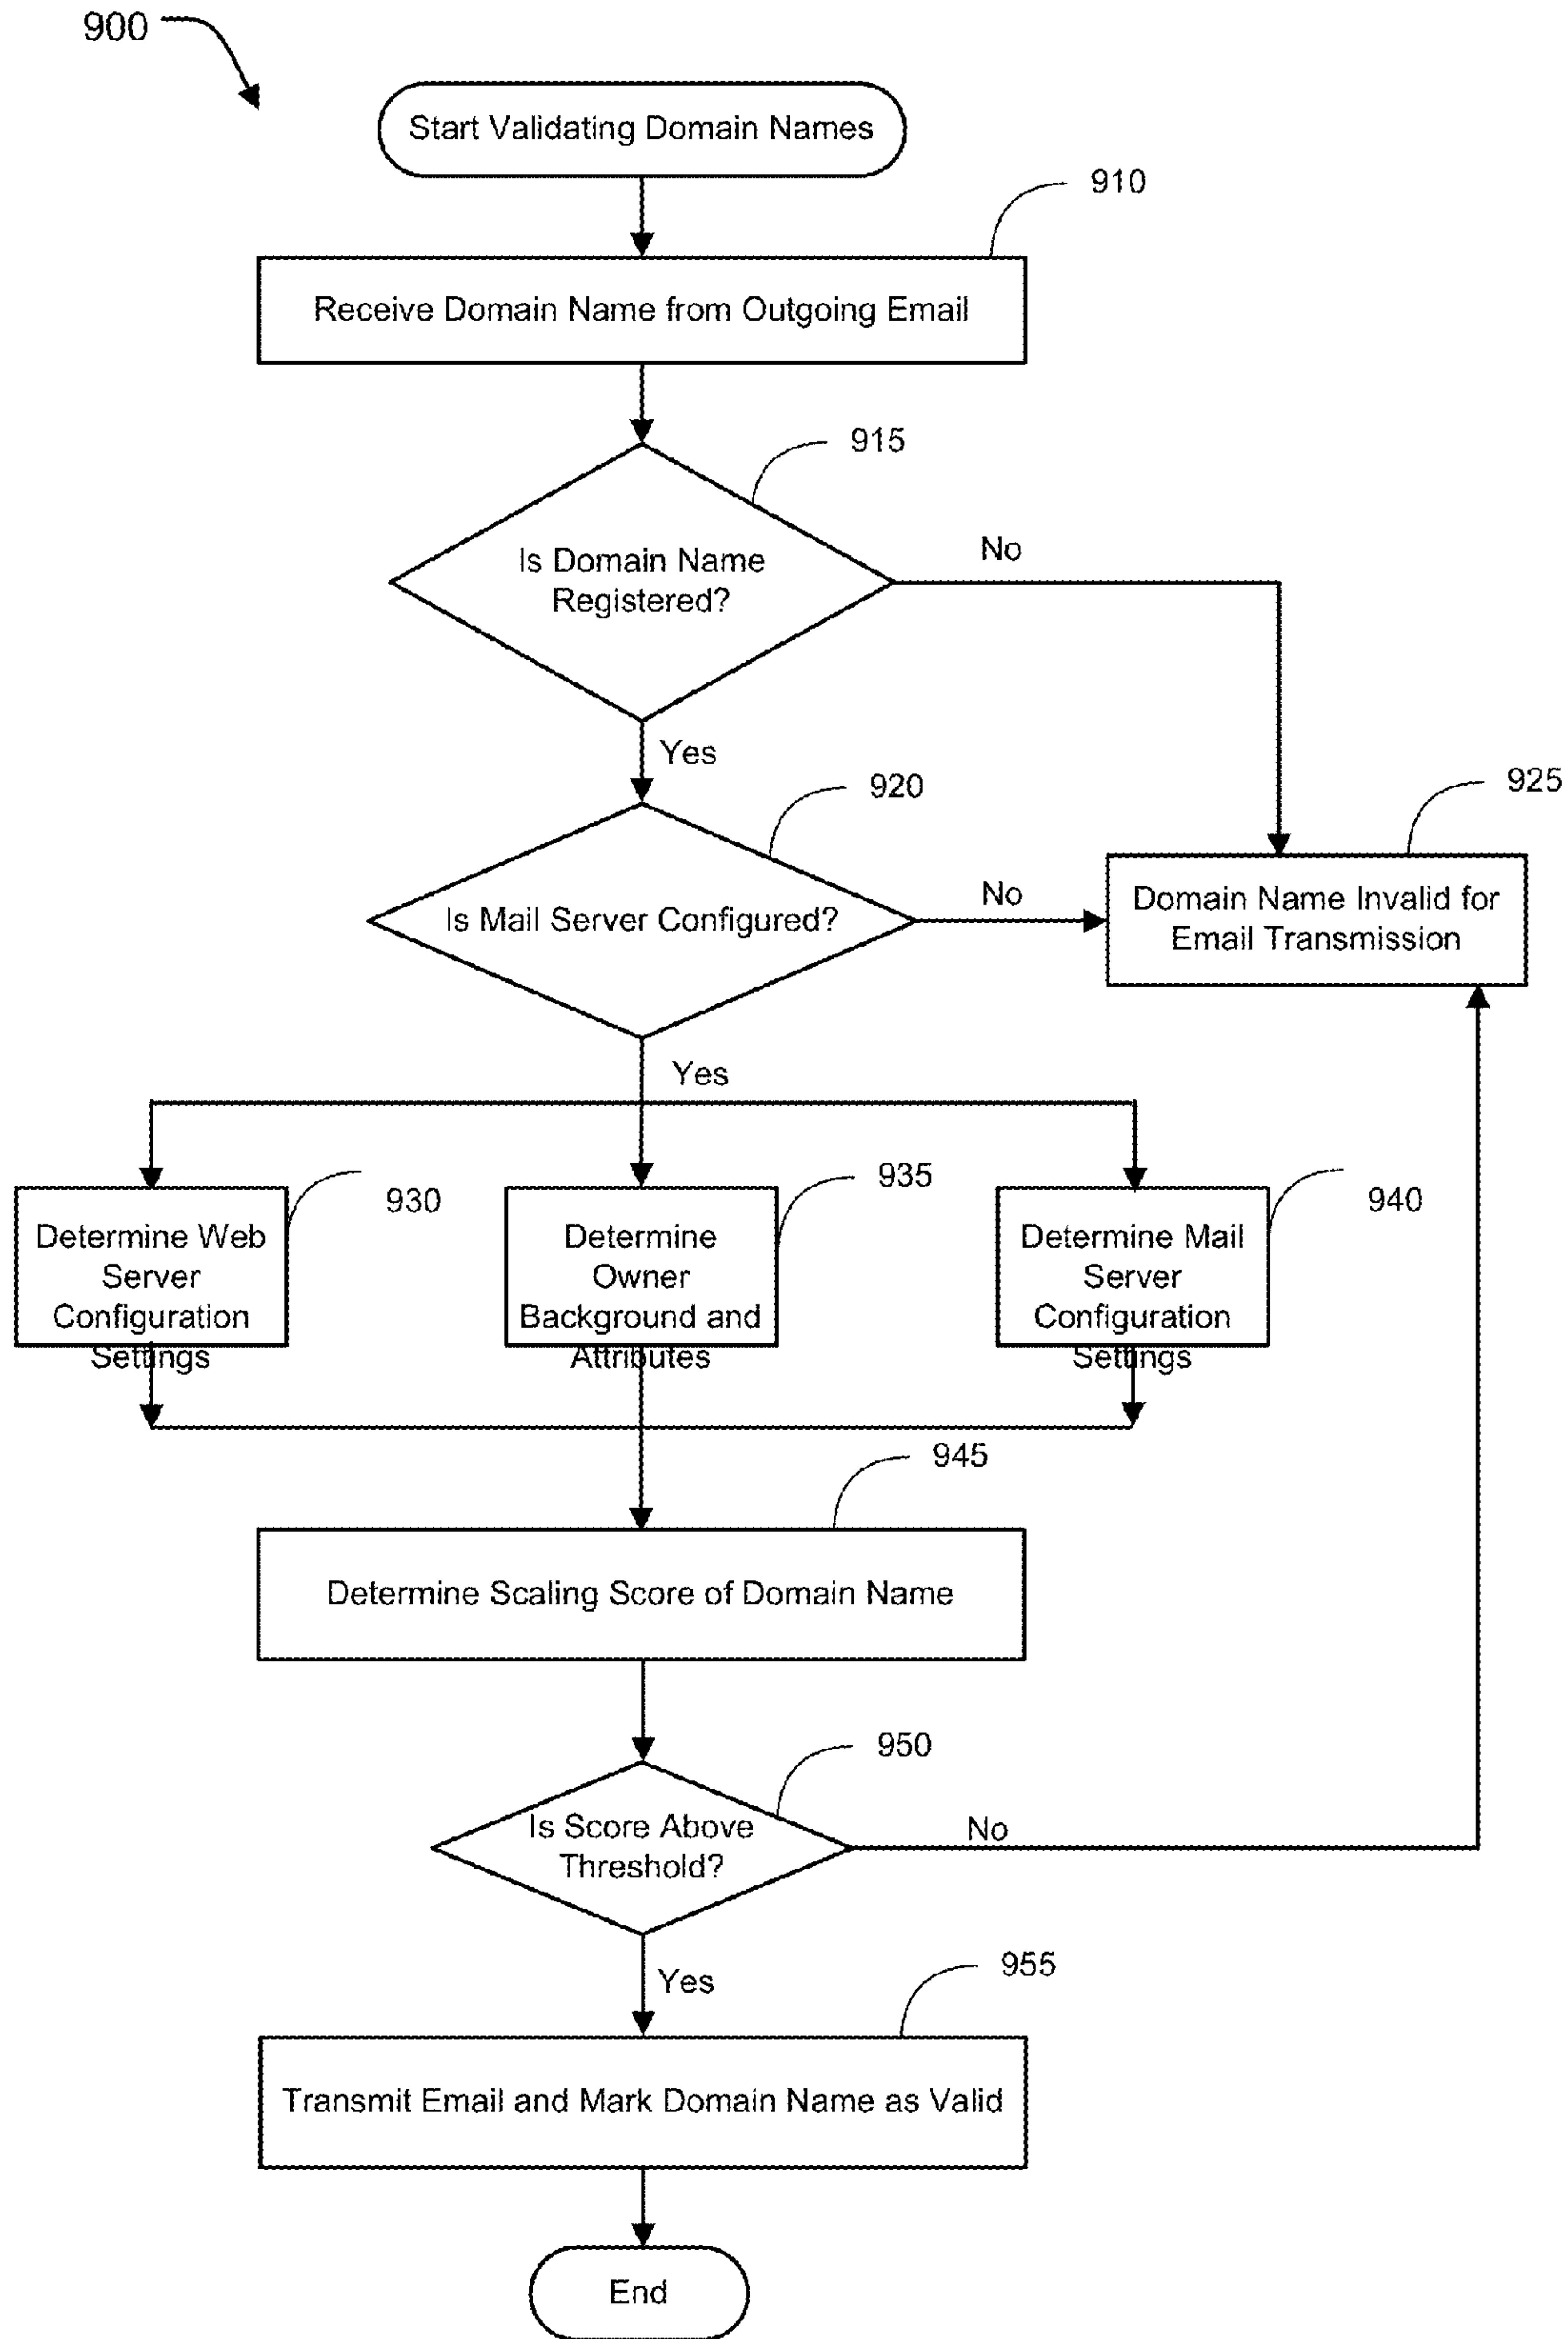 900
Start Validating Domain Names
910
Receive Domain Name from Outgoing Email
915
Is Domain Name
Registered?
No
Yes
920
925
Is Mail Server Configured?
No
Domain Name Invalid for
Email Transmission
Yes
930
935
940
Determine Web
Server
Configuration
Settings
Determine
Owner
Background and
Attributes
Determine Mail
Server
Configuration
Settings
945
Determine Scaling Score of Domain Name
950
Is Score Above
Threshold?
No
Yes
955
Transmit Email and Mark Domain Name as Valid
End